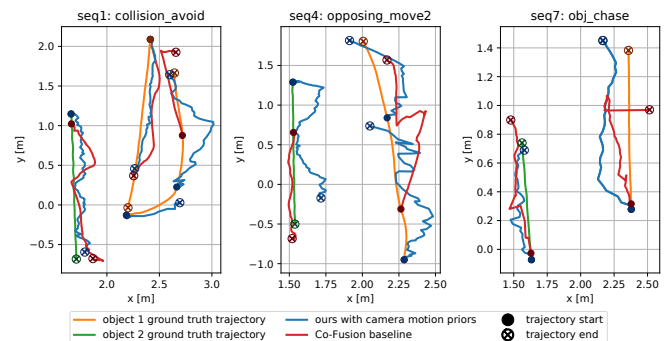 seq1: collision_avoid
seq4: opposing_move2
seq7: obj_chase
y [m]
2.0
1.5
1.0
0.5
0.0
−0.5
2.0
2.5
3.0
x [m]
y [m]
1.5
1.0
0.5
0.0
−0.5
−1.0
1.50
1.75
2.00
2.25
2.50
x [m]
y [m]
1.4
1.2
1.0
0.8
0.6
0.4
0.2
0.0
1.50
1.75
2.00
2.25
2.50
x [m]
object 1 ground truth trajectory
object 2 ground truth trajectory
ours with camera motion priors
Co-Fusion baseline
trajectory start
trajectory end